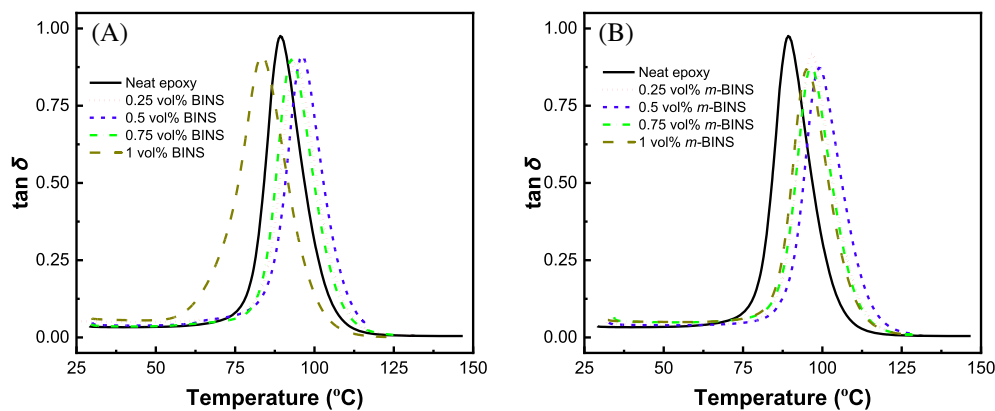 (A)
1.00
0.75
0.50
0.25
0.00
tan δ
Neat epoxy
0.25 vol% BINS
0.5 vol% BINS
0.75 vol% BINS
1 vol% BINS
25 50 75 100 125 150
Temperature (ºC)
(B)
1.00
0.75
0.50
0.25
0.00
tan δ
Neat epoxy
0.25 vol% m-BINS
0.5 vol% m-BINS
0.75 vol% m-BINS
1 vol% m-BINS
25 50 75 100 125 150
Temperature (ºC)